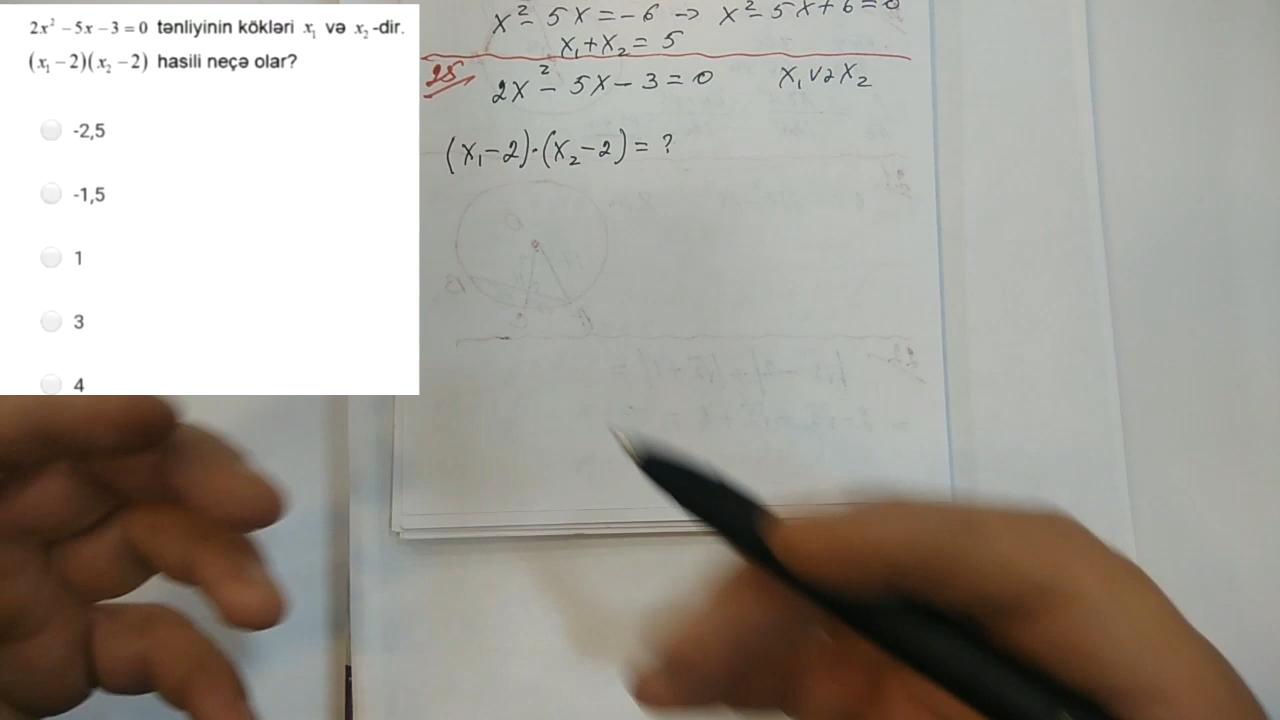 2x² - 5x - 3 = 0 tənliyinin kökləri x₁ və x₂ -dir.
(x₁ - 2)(x₂ - 2) hasili neçə olar?
-2,5
-1,5
1
3
4
x² - 5x = -6 → x² - 5x + 6 = 0
x₁ + x₂ = 5
25
2x² - 5x - 3 = 0 x₁ və x₂
(x₁ - 2)·(x₂ - 2) = ?